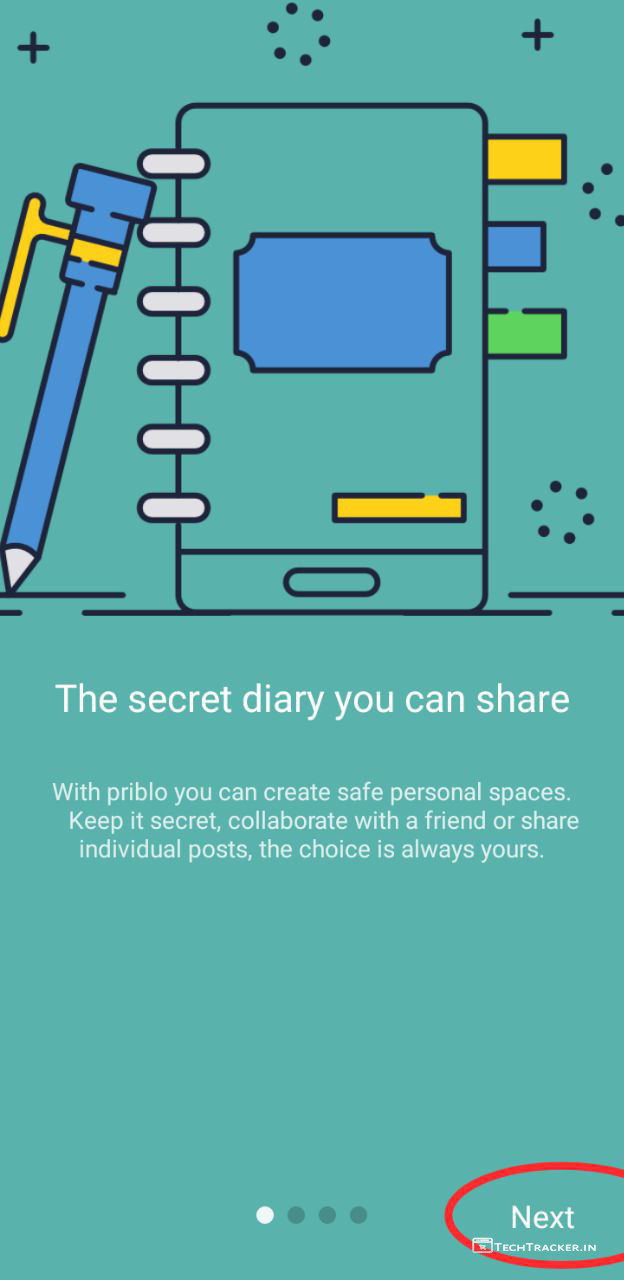 The secret diary you can share
With priblo you can create safe personal spaces.
Keep it secret, collaborate with a friend or share
individual posts, the choice is always yours.
Next
TECHTRACKER.IN